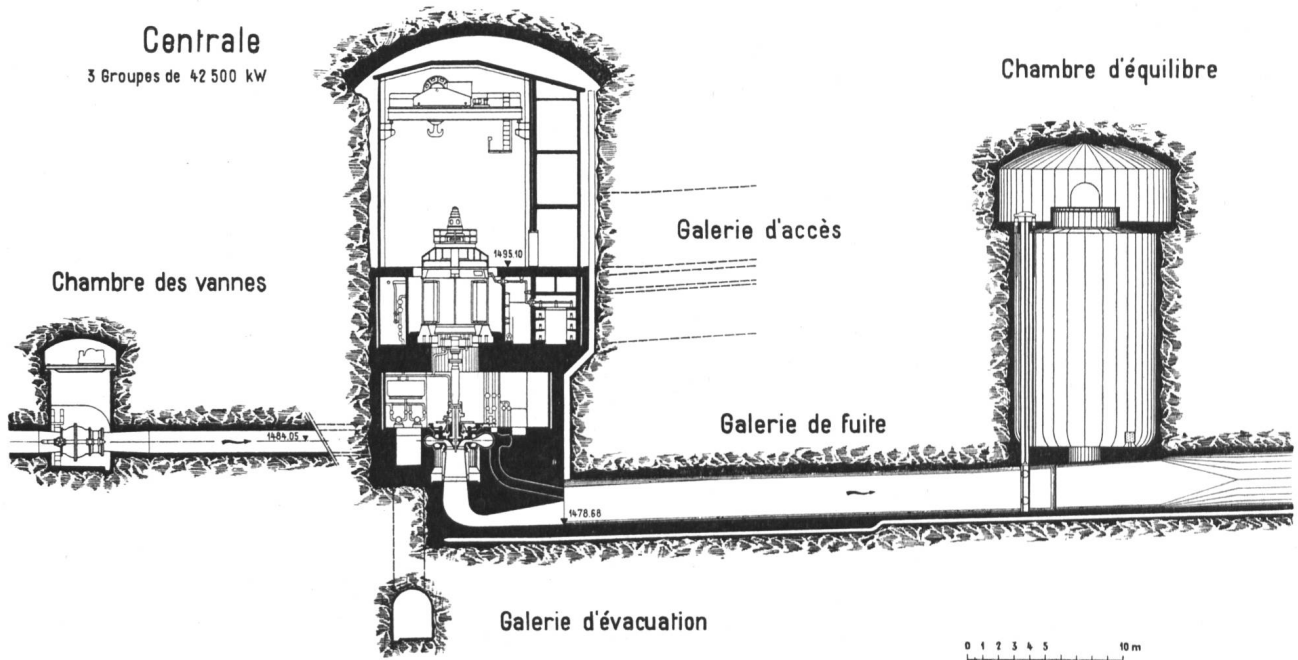 Centrale
3 Groupes de 42 500 kW
Chambre d'équilibre
Galerie d'accès
1495.10
Chambre des vannes
Galerie de fuite
1484.05
1478.68
Galerie d'évacuation
0 1 2 3 4 5 10 m